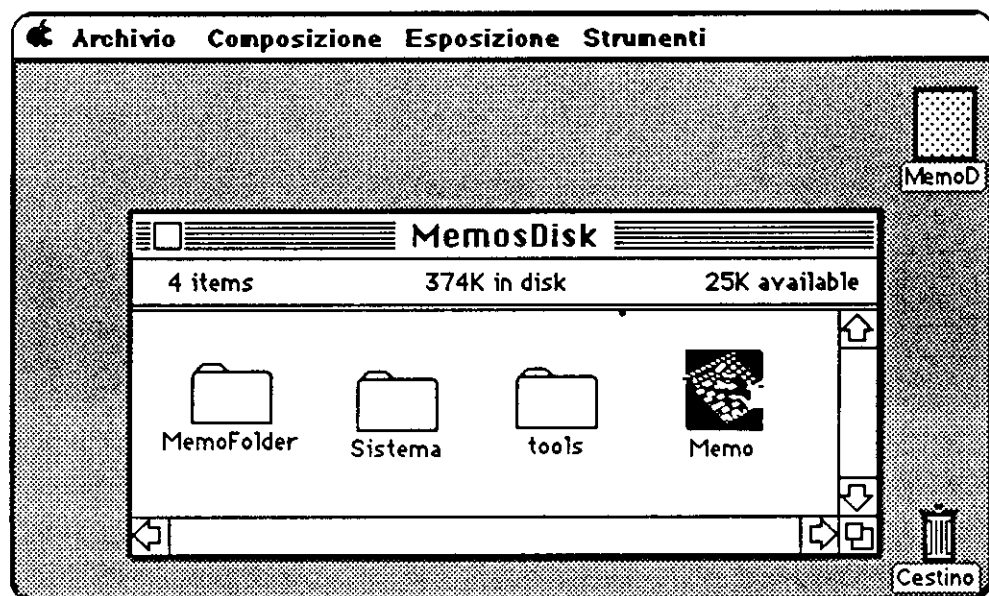 Archivio Composizione Esposizione Strumenti
MemoD
MemosDisk
4 items 374K in disk 25K available
MemoFolder Sistema tools Memo
Cestino